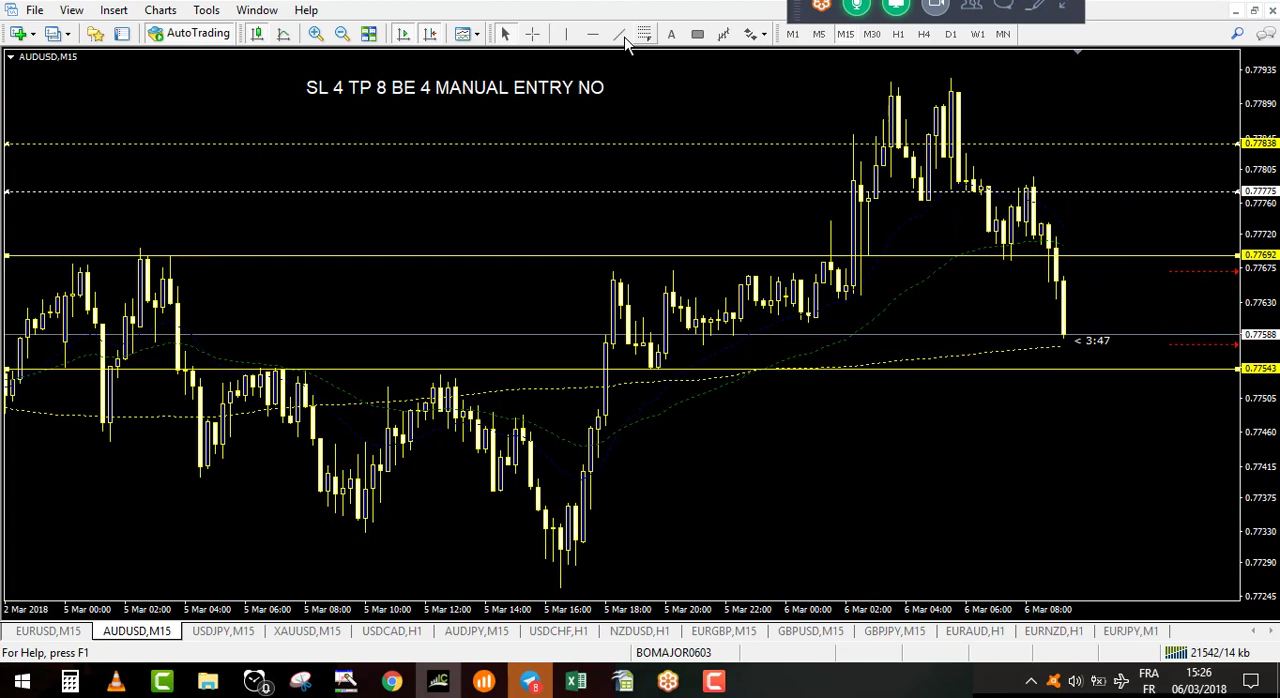 File View Insert Charts Tools Window Help
AutoTrading M1 M5 M15 M30 H1 H4 D1 W1 MN
AUDUSD,M15
SL 4 TP 8 BE 4 MANUAL ENTRY NO
0.77935
0.77890
0.77845
0.77838
0.77805
0.77775
0.77760
0.77720
0.77692
0.77675
0.77630
0.77588
< 3:47
0.77543
0.77505
0.77460
0.77415
0.77375
0.77330
0.77290
0.77245
2 Mar 2018 5 Mar 00:00 5 Mar 02:00 5 Mar 04:00 5 Mar 06:00 5 Mar 08:00 5 Mar 10:00 5 Mar 12:00 5 Mar 14:00 5 Mar 16:00 5 Mar 18:00 5 Mar 20:00 5 Mar 22:00 6 Mar 00:00 6 Mar 02:00 6 Mar 04:00 6 Mar 06:00 6 Mar 08:00
EURUSD,M15 AUDUSD,M15 USDJPY,M15 XAUUSD,M15 USDCAD,H1 AUDJPY,M15 USDCHF,H1 NZDUSD,H1 EURGBP,M15 GBPUSD,M15 GBPJPY,M15 EURAUD,H1 EURNZD,H1 EURJPY,M1
For Help, press F1 BOMAJOR0603 21542/14 kb
FRA 15:26
FR 06/03/2018